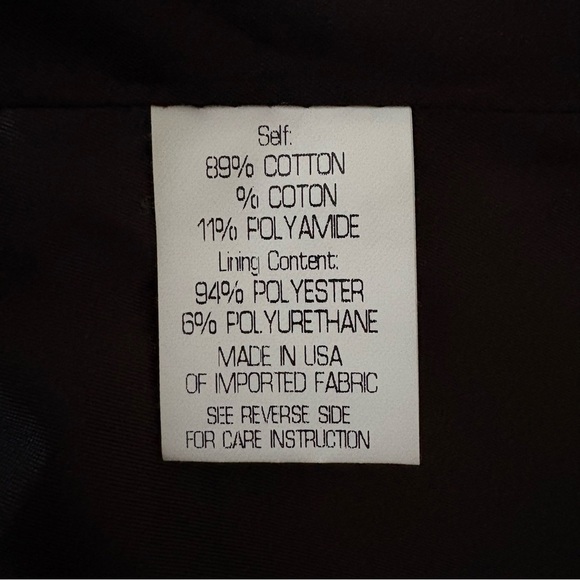 Self:
89% COTTON
% COTON
11% POLYAMIDE
Lining Content:
94% POLYESTER
6% POLYURETHANE
MADE IN USA
OF IMPORTED FABRIC
SEE REVERSE SIDE
FOR CARE INSTRUCTION